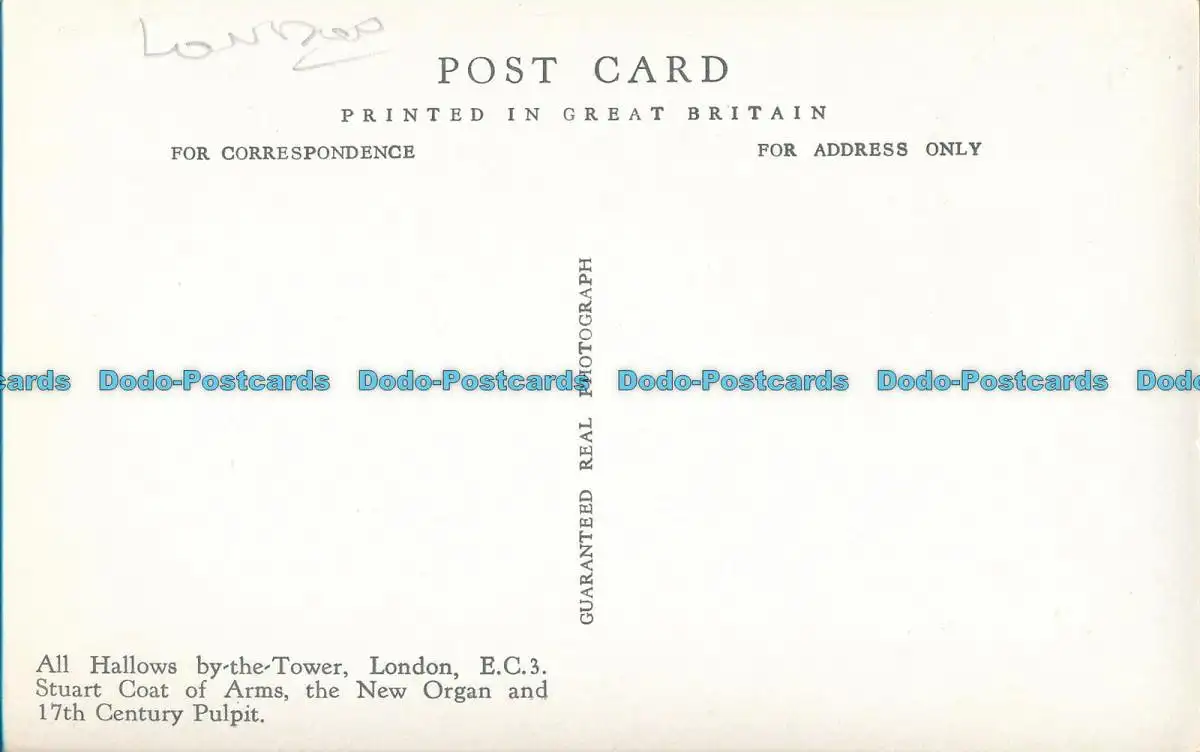 London
POST CARD
PRINTED IN GREAT BRITAIN
FOR CORRESPONDENCE
FOR ADDRESS ONLY
GUARANTEED REAL PHOTOGRAPH
cards Dodo-Postcards Dodo-Postcards Dodo-Postcards Dodo-Postcards Dodo
All Hallows by-the-Tower, London, E.C.3.
Stuart Coat of Arms, the New Organ and
17th Century Pulpit.